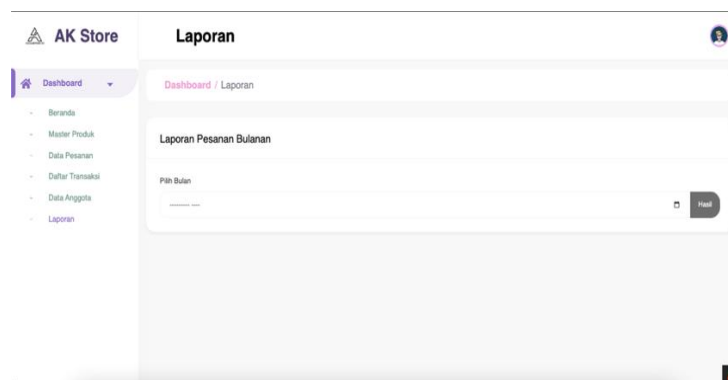 AK Store
Laporan
Dashboard
Dashboard / Laporan
Beranda
Master Produk
Data Pesanan
Daftar Transaksi
Data Anggota
Laporan
Laporan Pesanan Bulanan
Pilih Bulan
--------- ----
Hasil